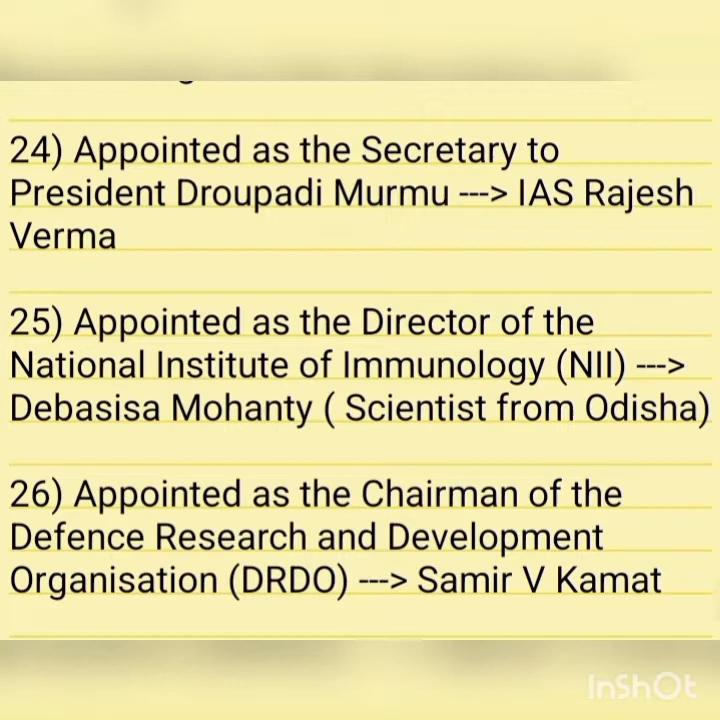 24) Appointed as the Secretary to
President Droupadi Murmu ---> IAS Rajesh
Verma
25) Appointed as the Director of the
National Institute of Immunology (NII) --->
Debasisa Mohanty ( Scientist from Odisha)
26) Appointed as the Chairman of the
Defence Research and Development
Organisation (DRDO) ---> Samir V Kamat
InShOt